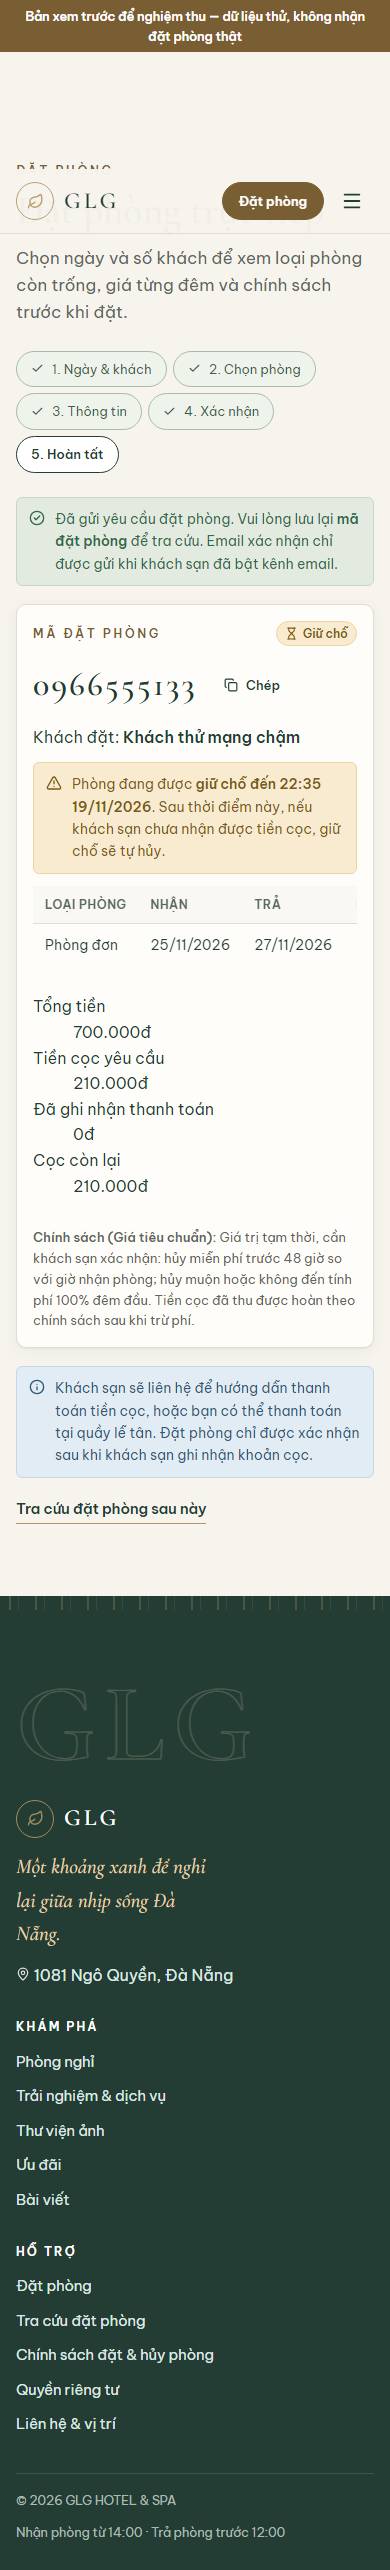 Bản xem trước để nghiệm thu — dữ liệu thử, không nhận
đặt phòng thật
ĐẶT PHÒNG
GLG
Đặt phòng
Chọn ngày và số khách để xem loại phòng
còn trống, giá từng đêm và chính sách
trước khi đặt.
1. Ngày & khách
2. Chọn phòng
3. Thông tin
4. Xác nhận
5. Hoàn tất
Đã gửi yêu cầu đặt phòng. Vui lòng lưu lại mã
đặt phòng để tra cứu. Email xác nhận chỉ
được gửi khi khách sạn đã bật kênh email.
MÃ ĐẶT PHÒNG
Giữ chỗ
0966555133
Chép
Khách đặt: Khách thử mạng chậm
Phòng đang được giữ chỗ đến 22:35
19/11/2026. Sau thời điểm này, nếu
khách sạn chưa nhận được tiền cọc, giữ
chỗ sẽ tự hủy.
LOẠI PHÒNG NHẬN TRẢ
Phòng đơn 25/11/2026 27/11/2026
Tổng tiền
700.000đ
Tiền cọc yêu cầu
210.000đ
Đã ghi nhận thanh toán
0đ
Cọc còn lại
210.000đ
Chính sách (Giá tiêu chuẩn): Giá trị tạm thời, cần
khách sạn xác nhận: hủy miễn phí trước 48 giờ so
với giờ nhận phòng; hủy muộn hoặc không đến tính
phí 100% đêm đầu. Tiền cọc đã thu được hoàn theo
chính sách sau khi trừ phí.
Khách sạn sẽ liên hệ để hướng dẫn thanh
toán tiền cọc, hoặc bạn có thể thanh toán
tại quầy lễ tân. Đặt phòng chỉ được xác nhận
sau khi khách sạn ghi nhận khoản cọc.
Tra cứu đặt phòng sau này
GLG
GLG
Một khoảng xanh để nghỉ
lại giữa nhịp sống Đà
Nẵng.
1081 Ngô Quyền, Đà Nẵng
KHÁM PHÁ
Phòng nghỉ
Trải nghiệm & dịch vụ
Thư viện ảnh
Ưu đãi
Bài viết
HỖ TRỢ
Đặt phòng
Tra cứu đặt phòng
Chính sách đặt & hủy phòng
Quyền riêng tư
Liên hệ & vị trí
© 2026 GLG HOTEL & SPA
Nhận phòng từ 14:00 · Trả phòng trước 12:00